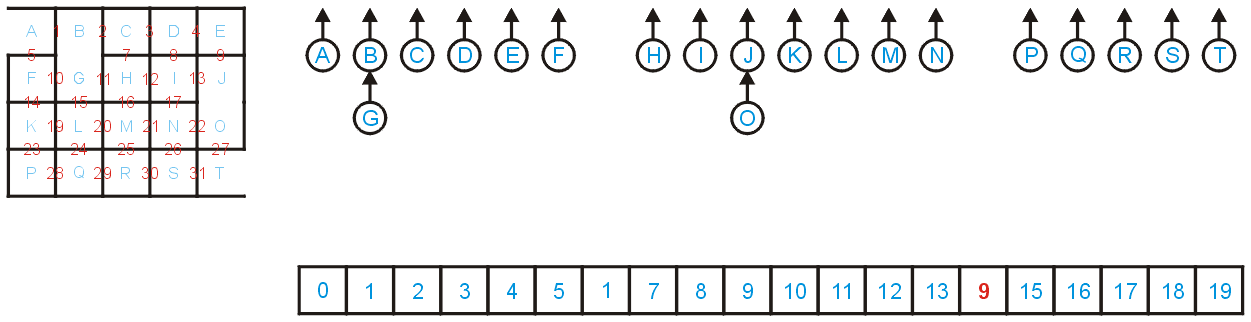 A 1 B 2 C 3 D 4 E
5 7 8 9
F 10 G 11 H 12 I 13 J
14 15 16 17
K 19 L 20 M 21 N 22 O
23 24 25 26 27
P 28 Q 29 R 30 S 31 T
A B C D E F H I J K L M N P Q R S T
G O
0 1 2 3 4 5 1 7 8 9 10 11 12 13 9 15 16 17 18 19